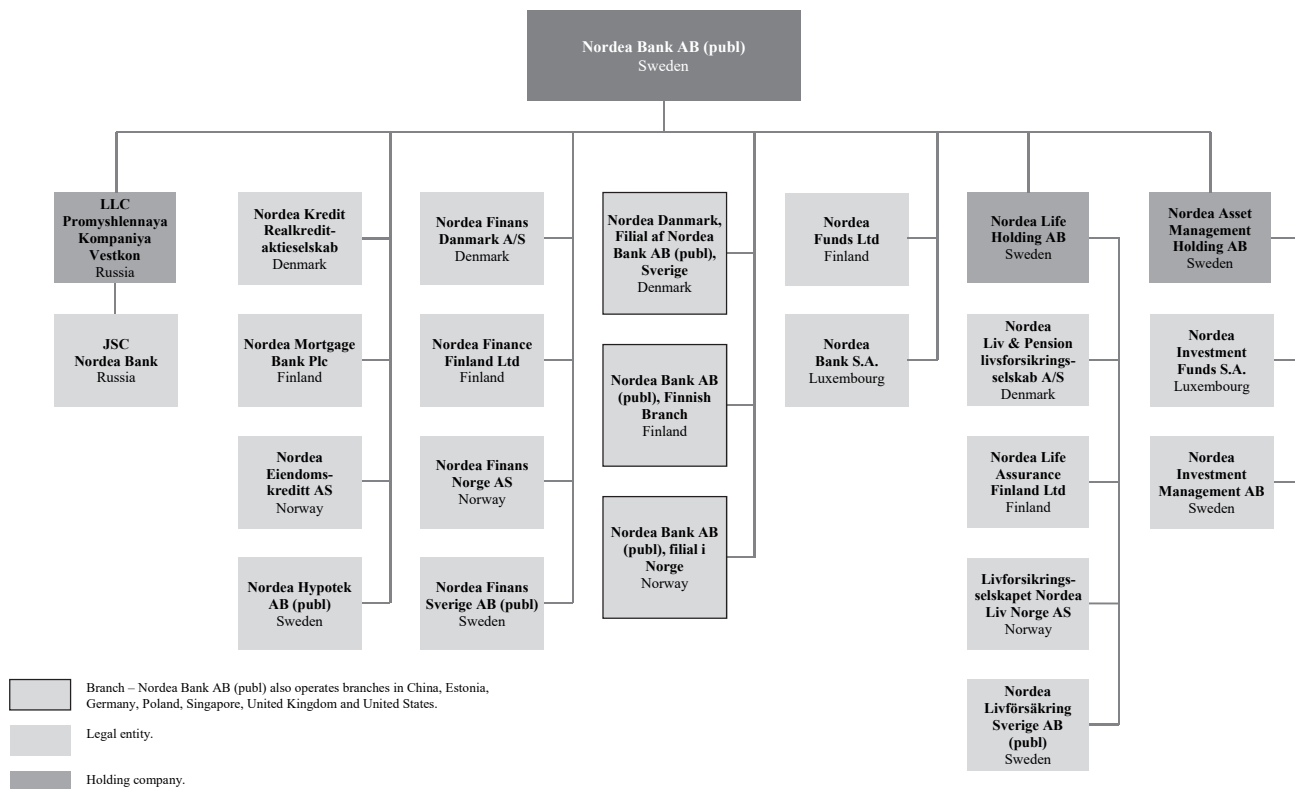 Nordea Bank AB (publ)
Sweden
LLC
Promyshlennaya
Kompaniya
Vestkon
Russia
JSC
Nordea Bank
Russia
Nordea Kredit
Realkredit-
aktieselskab
Denmark
Nordea Mortgage
Bank Plc
Finland
Nordea
Eiendoms-
kreditt AS
Norway
Nordea Hypotek
AB (publ)
Sweden
Nordea Finans
Danmark A/S
Denmark
Nordea Finance
Finland Ltd
Finland
Nordea Finans
Norge AS
Norway
Nordea Finans
Sverige AB (publ)
Sweden
Nordea Danmark,
Filial af Nordea
Bank AB (publ),
Sverige
Denmark
Nordea Bank AB
(publ), Finnish
Branch
Finland
Nordea Bank AB
(publ), filial i
Norge
Norway
Nordea
Funds Ltd
Finland
Nordea
Bank S.A.
Luxembourg
Nordea Life
Holding AB
Sweden
Nordea
Liv & Pension
livsforsikrings-
selskab A/S
Denmark
Nordea Life
Assurance
Finland Ltd
Finland
Livforsikrings-
selskapet Nordea
Liv Norge AS
Norway
Nordea
Livförsäkring
Sverige AB
(publ)
Sweden
Nordea Asset
Management
Holding AB
Sweden
Nordea
Investment
Funds S.A.
Luxembourg
Nordea
Investment
Management AB
Sweden
Branch – Nordea Bank AB (publ) also operates branches in China, Estonia,
Germany, Poland, Singapore, United Kingdom and United States.
Legal entity.
Holding company.